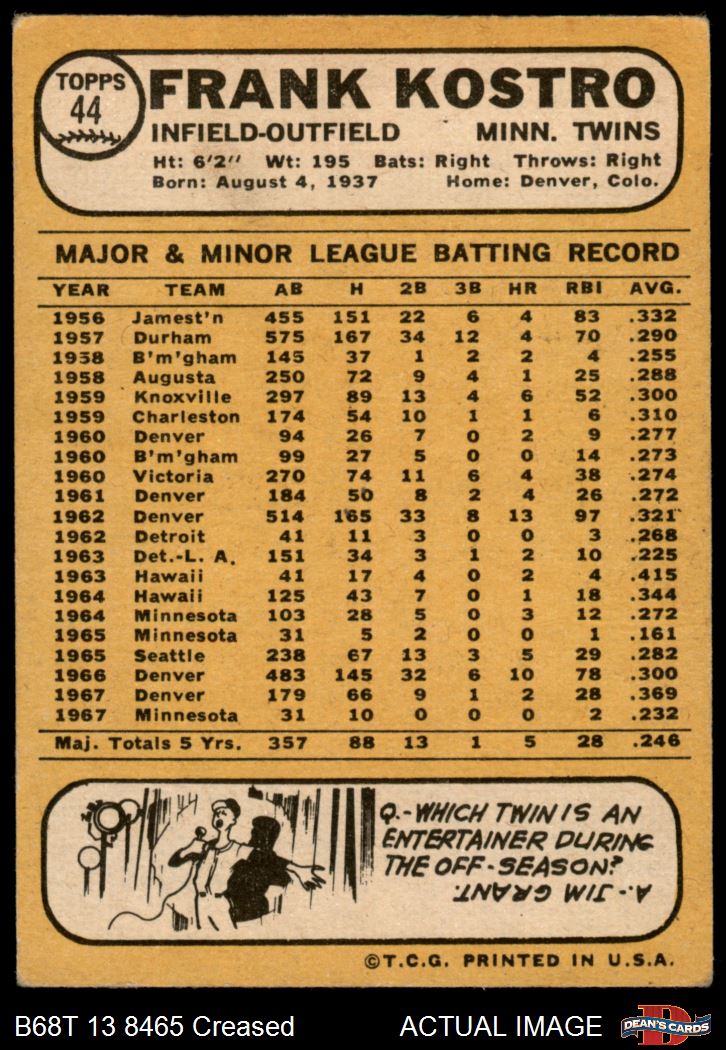 TOPPS
44
FRANK KOSTRO
INFIELD-OUTFIELD MINN. TWINS
Ht: 6'2" Wt: 195 Bats: Right Throws: Right
Born: August 4, 1937 Home: Denver, Colo.
MAJOR & MINOR LEAGUE BATTING RECORD
YEAR TEAM AB H 2B 3B HR RBI AVG.
1956 Jamest'n 455 151 22 6 4 83 .332
1957 Durham 575 167 34 12 4 70 .290
1958 B'm'gham 145 37 1 2 2 4 .255
1958 Augusta 250 72 9 4 1 25 .288
1959 Knoxville 297 89 13 4 6 52 .300
1959 Charleston 174 54 10 1 1 6 .310
1960 Denver 94 26 7 0 2 9 .277
1960 B'm'gham 99 27 5 0 0 14 .273
1960 Victoria 270 74 11 6 4 38 .274
1961 Denver 184 50 8 2 4 26 .272
1962 Denver 514 165 33 8 13 97 .321
1962 Detroit 41 11 3 0 0 3 .268
1963 Det.-L. A. 151 34 3 1 2 10 .225
1963 Hawaii 41 17 4 0 2 4 .415
1964 Hawaii 125 43 7 0 1 18 .344
1964 Minnesota 103 28 5 0 3 12 .272
1965 Minnesota 31 5 2 0 0 1 .161
1965 Seattle 238 67 13 3 5 29 .282
1966 Denver 483 145 32 6 10 78 .300
1967 Denver 179 66 9 1 2 28 .369
1967 Minnesota 31 10 0 0 0 2 .232
Maj. Totals 5 Yrs. 357 88 13 1 5 28 .246
Q.-WHICH TWIN IS AN
ENTERTAINER DURING
THE OFF-SEASON?
A.-JIM GRANT.
©T.C.G. PRINTED IN U.S.A.
B68T 13 8465 Creased ACTUAL IMAGE
DEAN'S CARDS